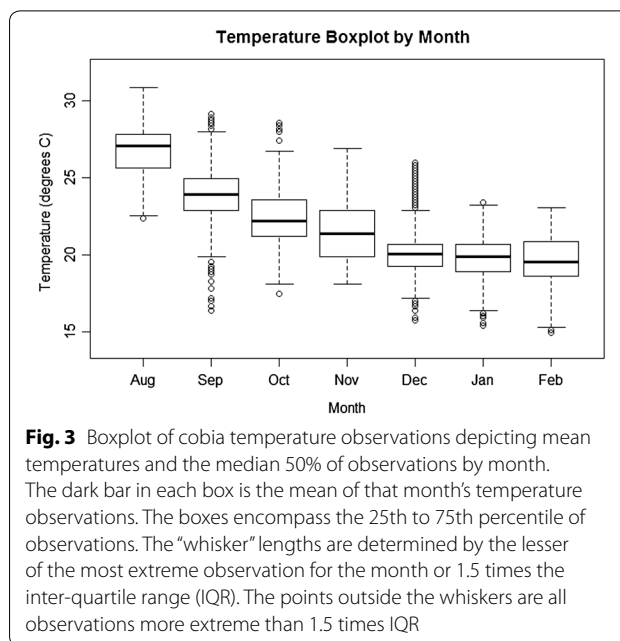 Temperature Boxplot by Month
Temperature (degrees C)
30
25
20
15
Aug Sep Oct Nov Dec Jan Feb
Month
Fig. 3 Boxplot of cobia temperature observations depicting mean
temperatures and the median 50% of observations by month.
The dark bar in each box is the mean of that month’s temperature
observations. The boxes encompass the 25th to 75th percentile of
observations. The “whisker” lengths are determined by the lesser
of the most extreme observation for the month or 1.5 times the
inter-quartile range (IQR). The points outside the whiskers are all
observations more extreme than 1.5 times IQR